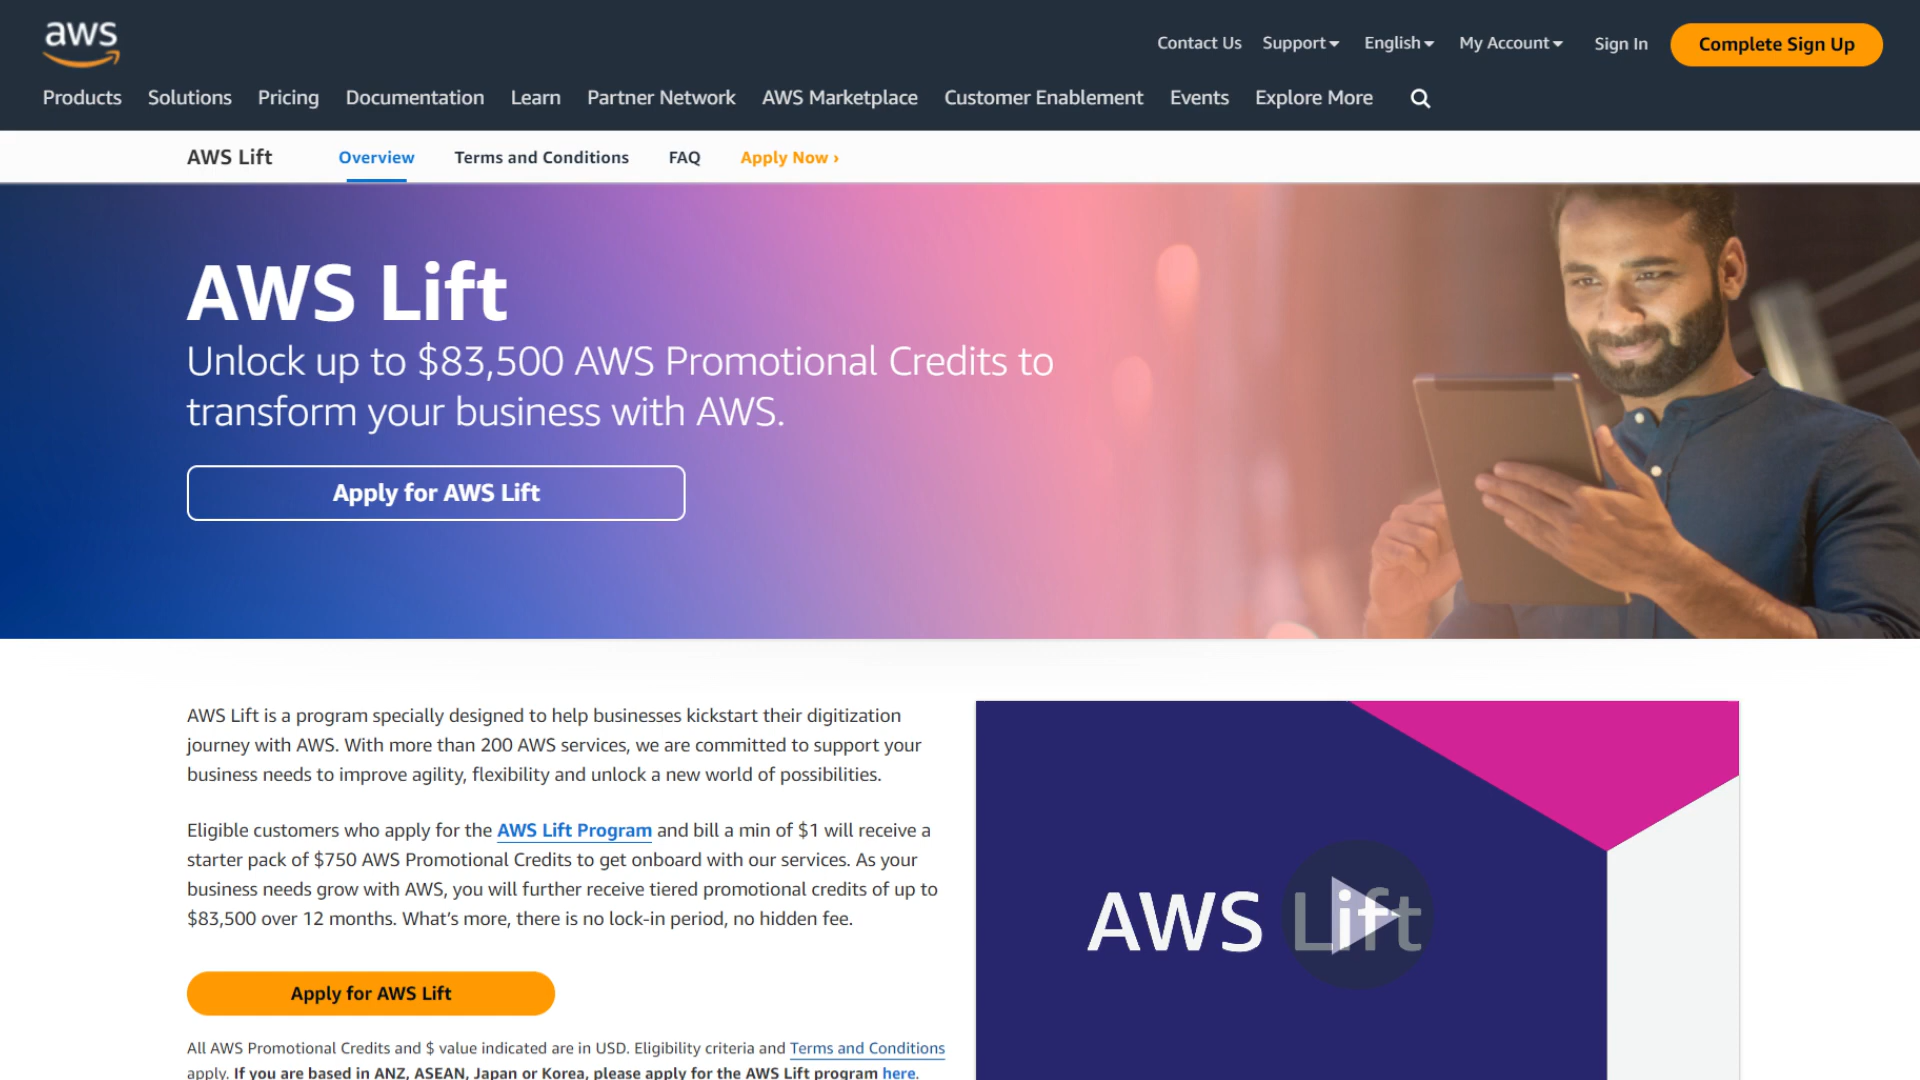 aws
Contact Us Support English My Account Sign In Complete Sign Up
Products Solutions Pricing Documentation Learn Partner Network AWS Marketplace Customer Enablement Events Explore More
AWS Lift Overview Terms and Conditions FAQ Apply Now ›
AWS Lift
Unlock up to $83,500 AWS Promotional Credits to
transform your business with AWS.
Apply for AWS Lift
AWS Lift is a program specially designed to help businesses kickstart their digitization
journey with AWS. With more than 200 AWS services, we are committed to support your
business needs to improve agility, flexibility and unlock a new world of possibilities.
Eligible customers who apply for the AWS Lift Program and bill a min of $1 will receive a
starter pack of $750 AWS Promotional Credits to get onboard with our services. As your
business needs grow with AWS, you will further receive tiered promotional credits of up to
$83,500 over 12 months. What's more, there is no lock-in period, no hidden fee.
Apply for AWS Lift
All AWS Promotional Credits and $ value indicated are in USD. Eligibility criteria and Terms and Conditions
apply. If you are based in ANZ, ASEAN, Japan or Korea, please apply for the AWS Lift program here.
AWS Lift